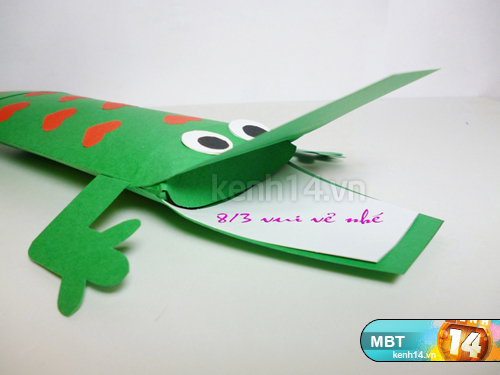 kenh14.vn
8/3 vui vẻ nhé
MBT
14
kenh14.vn